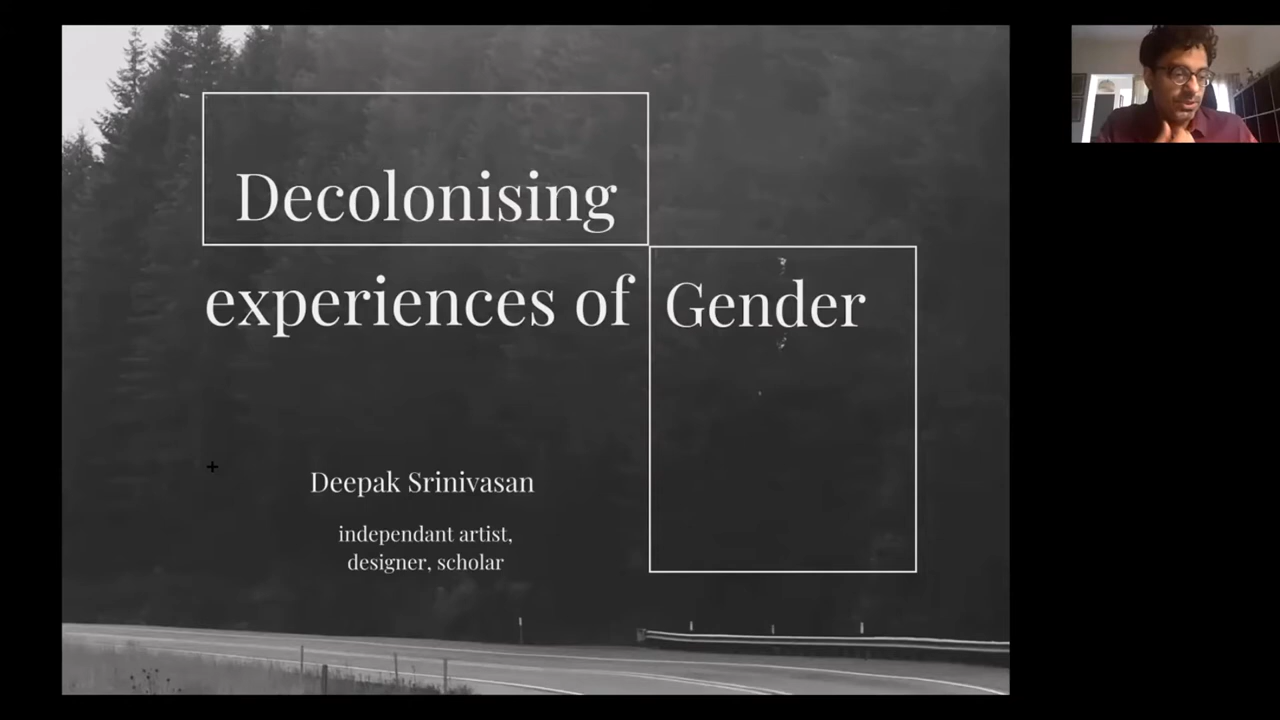 Decolonising
experiences of Gender
Deepak Srinivasan
independant artist,
designer, scholar